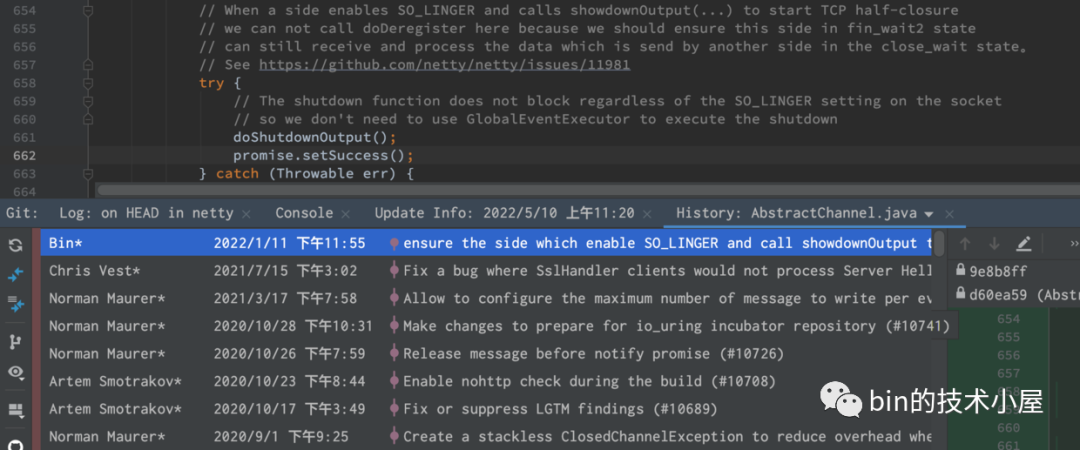 654 // When a side enables SO_LINGER and calls showdownOutput(...) to start TCP half-closure
655 // we can not call doDeregister here because we should ensure this side in fin_wait2 state
656 // can still receive and process the data which is send by another side in the close_wait state。
657 // See https://github.com/netty/netty/issues/11981
658 try {
659 // The shutdown function does not block regardless of the SO_LINGER setting on the socket
660 // so we don't need to use GlobalEventExecutor to execute the shutdown
661 doShutdownOutput();
662 promise.setSuccess();
663 } catch (Throwable err) {
664
Git: Log: on HEAD in netty × Console × Update Info: 2022/5/10 上午11:20 × History: AbstractChannel.java ×
Bin* 2022/1/11 下午11:55 ensure the side which enable SO_LINGER and call showdownOutput t
Chris Vest* 2021/7/15 下午3:02 Fix a bug where SslHandler clients would not process Server Hell
Norman Maurer* 2021/3/17 下午7:58 Allow to configure the maximum number of message to write per ev
Norman Maurer* 2020/10/28 下午10:31 Make changes to prepare for io_uring incubator repository (#10741)
Norman Maurer* 2020/10/26 下午7:59 Release message before notify promise (#10726)
Artem Smotrakov* 2020/10/23 下午8:44 Enable nohttp check during the build (#10708)
Artem Smotrakov* 2020/10/17 下午3:49 Fix or suppress LGTM findings (#10689)
Norman Maurer* 2020/9/1 下午9:25 Create a stackless ClosedChannelException to reduce overhead whe
9e8b8ff
d60ea59 (Abst
654
655
656
657
660
661
bin的技术小屋